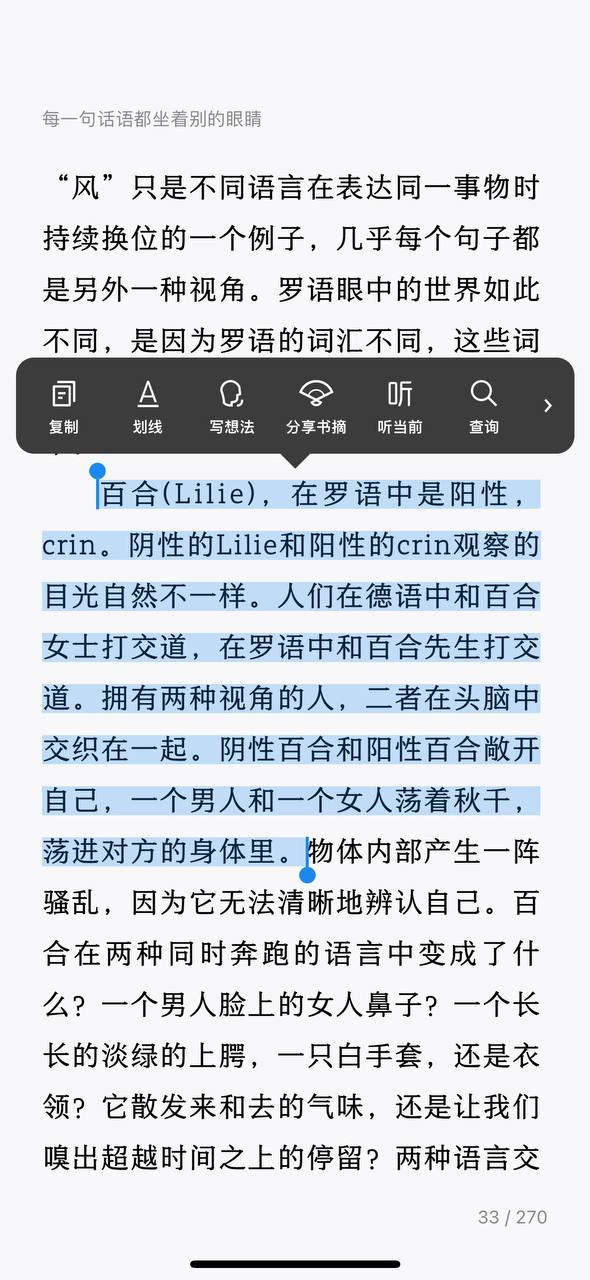 每一句话语都坐着别的眼睛
“风”只是不同语言在表达同一事物时
持续换位的一个例子，几乎每个句子都
是另外一种视角。罗语眼中的世界如此
不同，是因为罗语的词汇不同，这些词
复制 划线 写想法 分享书摘 听当前 查询
百合(Lilie)，在罗语中是阳性，
crin。阴性的Lilie和阳性的crin观察的
目光自然不一样。人们在德语中和百合
女士打交道，在罗语中和百合先生打交
道。拥有两种视角的人，二者在头脑中
交织在一起。阴性百合和阳性百合敞开
自己，一个男人和一个女人荡着秋千，
荡进对方的身体里。物体内部产生一阵
骚乱，因为它无法清晰地辨认自己。百
合在两种同时奔跑的语言中变成了什
么？一个男人脸上的女人鼻子？一个长
长的淡绿的上腭，一只白手套，还是衣
领？它散发来和去的气味，还是让我们
嗅出超越时间之上的停留？两种语言交
33 / 270